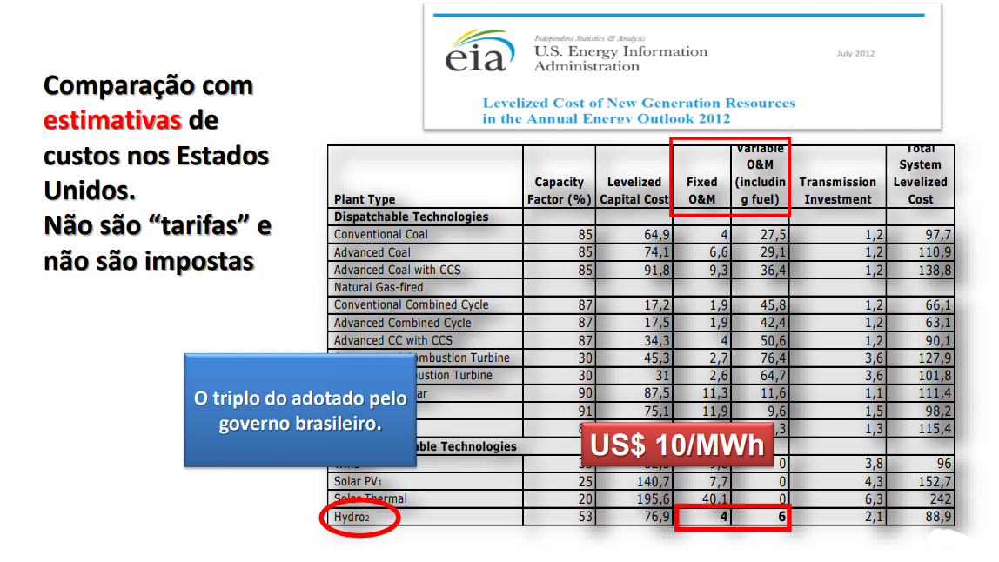 Comparação com
estimativas de
custos nos Estados
Unidos.
Não são “tarifas” e
não são impostas
eia
Independent Statistics & Analysis
U.S. Energy Information
Administration
July 2012
Levelized Cost of New Generation Resources
in the Annual Energy Outlook 2012
Plant Type
Capacity
Factor (%)
Levelized
Capital Cost
Fixed
O&M
Variable
O&M
(includin
g fuel)
Transmission
Investment
Total
System
Levelized
Cost
Dispatchable Technologies
Conventional Coal 85 64,9 4 27,5 1,2 97,7
Advanced Coal 85 74,1 6,6 29,1 1,2 110,9
Advanced Coal with CCS 85 91,8 9,3 36,4 1,2 138,8
Natural Gas-fired
Conventional Combined Cycle 87 17,2 1,9 45,8 1,2 66,1
Advanced Combined Cycle 87 17,5 1,9 42,4 1,2 63,1
Advanced CC with CCS 87 34,3 4 50,6 1,2 90,1
Turbine 30 45,3 2,7 76,4 3,6 127,9
Turbine 30 31 2,6 64,7 3,6 101,8
90 87,5 11,3 11,6 1,1 111,4
91 75,1 11,9 9,6 1,5 98,2
1,3 115,4
Technologies
Wind 0 3,8 96
Solar PV1 25 140,7 7,7 0 4,3 152,7
Solar Thermal 20 195,6 40,1 0 6,3 242
Hydro2 53 76,9 4 6 2,1 88,9
O triplo do adotado pelo
governo brasileiro.
US$ 10/MWh